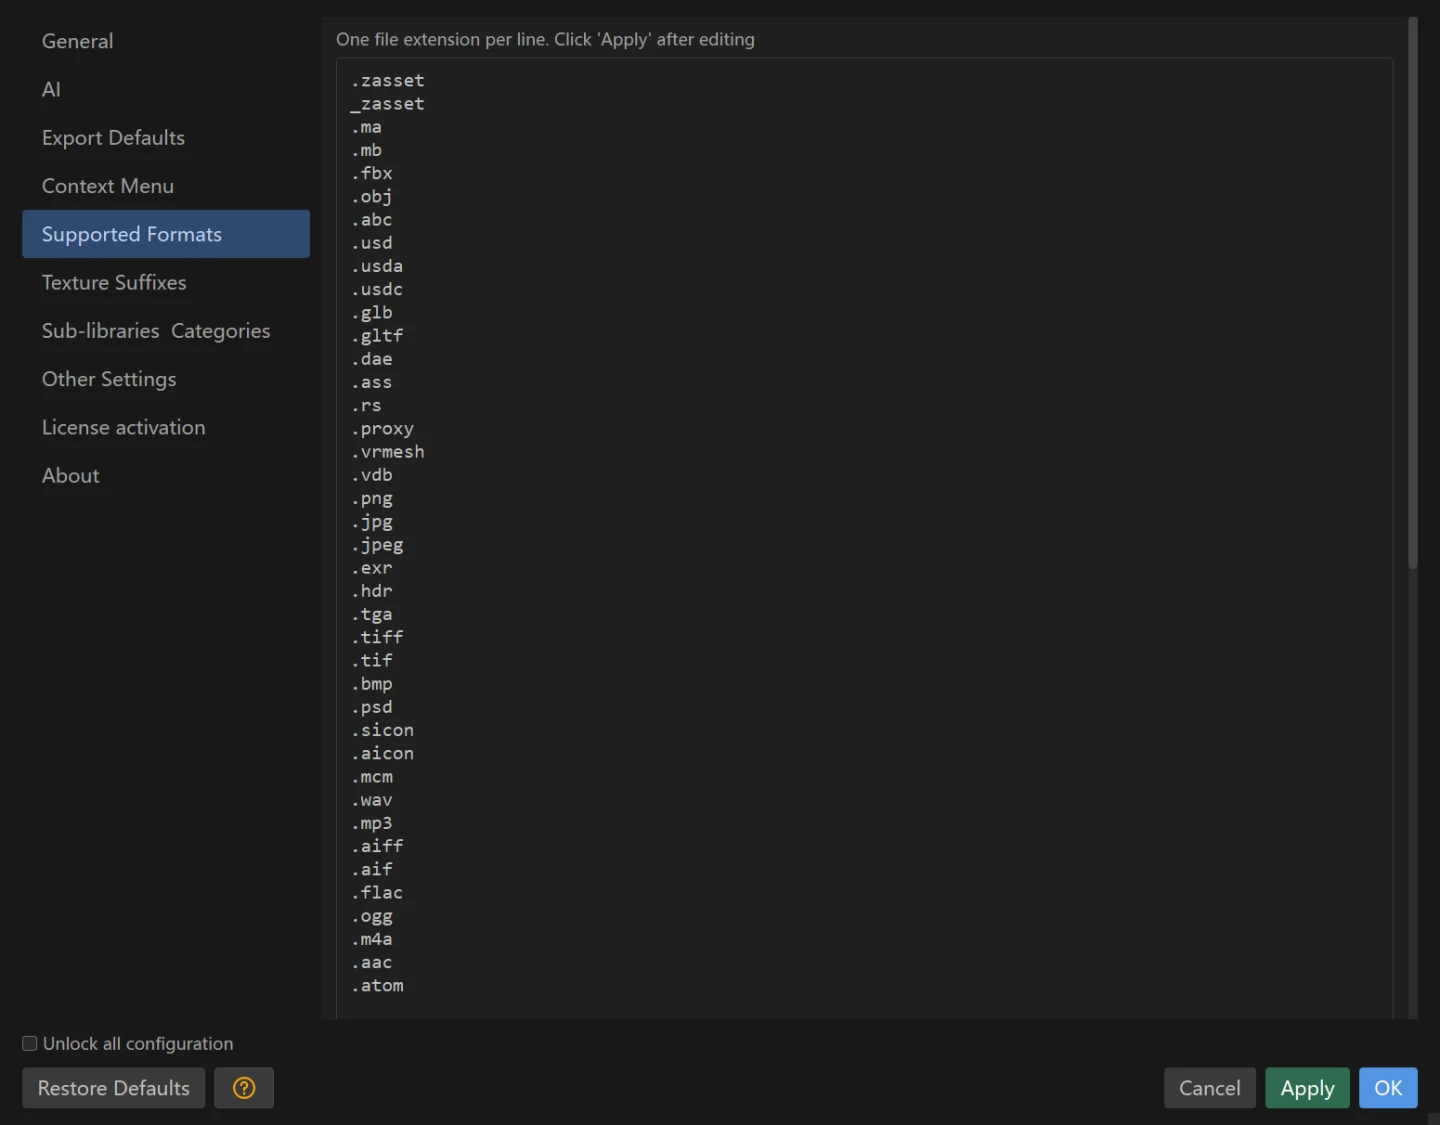 General
AI
Export Defaults
Context Menu
Supported Formats
Texture Suffixes
Sub-libraries  Categories
Other Settings
License activation
About
One file extension per line. Click 'Apply' after editing
.zasset
_zasset
.ma
.mb
.fbx
.obj
.abc
.usd
.usda
.usdc
.glb
.gltf
.dae
.ass
.rs
.proxy
.vrmesh
.vdb
.png
.jpg
.jpeg
.exr
.hdr
.tga
.tiff
.tif
.bmp
.psd
.sicon
.aicon
.mcm
.wav
.mp3
.aiff
.aif
.flac
.ogg
.m4a
.aac
.atom
Unlock all configuration
Restore Defaults
?
Cancel
Apply
OK